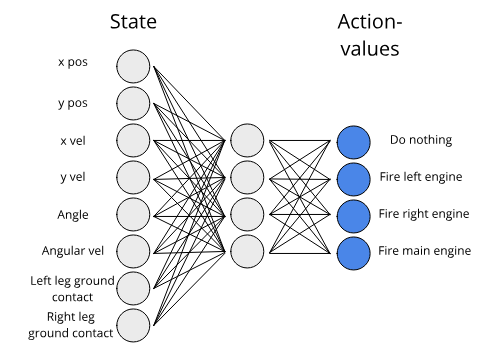 State
Action-
values
x pos
y pos
x vel
y vel
Angle
Angular vel
Left leg ground
contact
Right leg
ground contact
Do nothing
Fire left engine
Fire right engine
Fire main engine